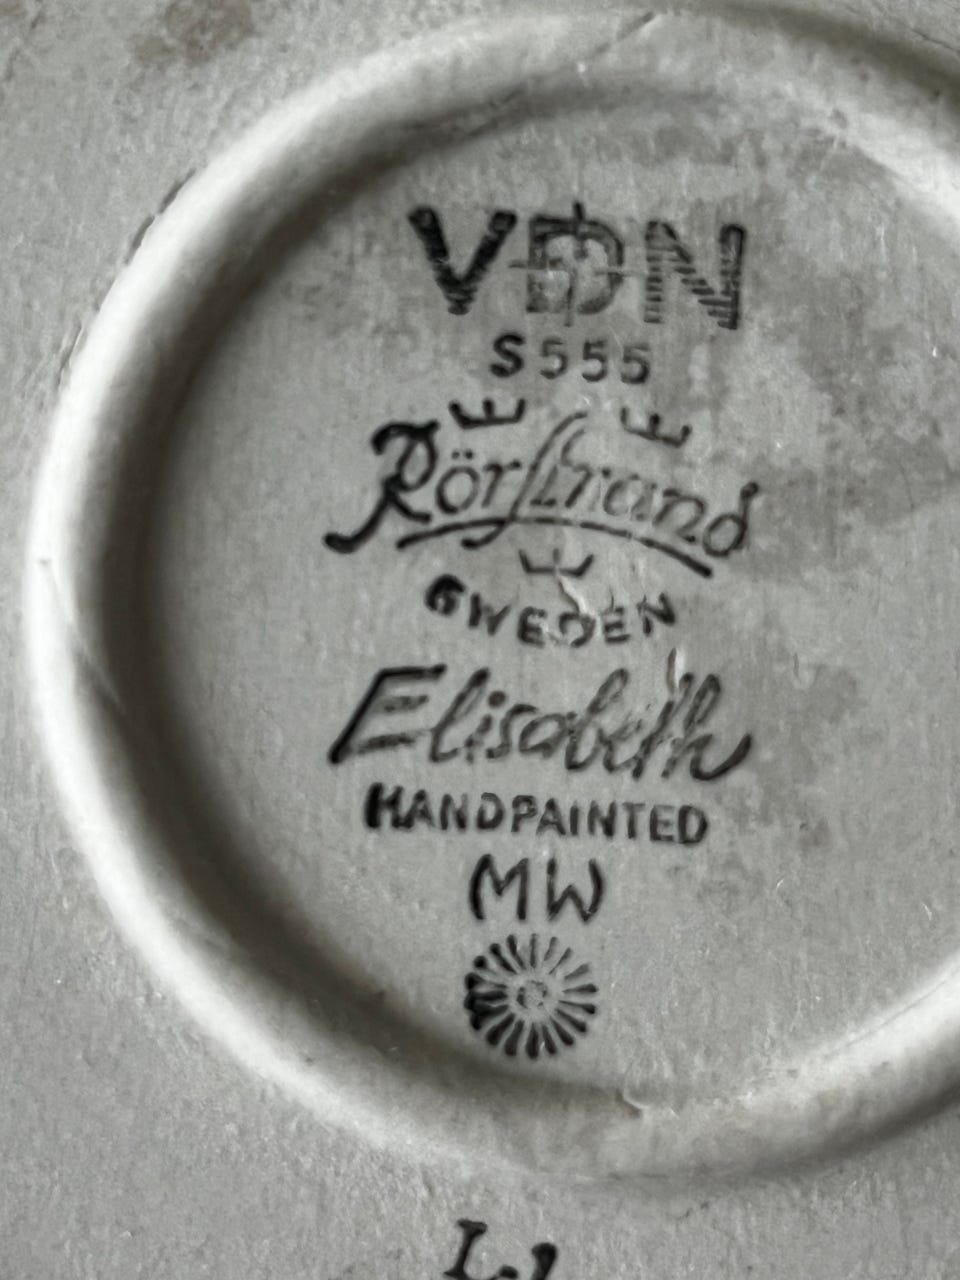 VDN
S555
Rörstrand
SWEDEN
Elisabeth
HANDPAINTED
MW